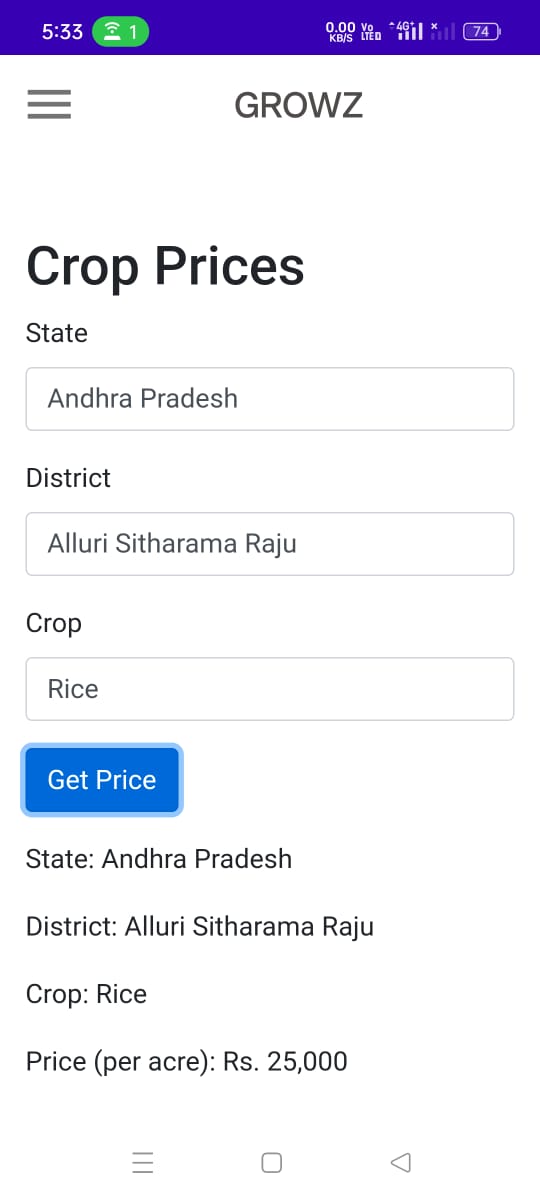 5:33 1 0.00 KB/S Vo LTE 4G+ 74
GROWZ
Crop Prices
State
Andhra Pradesh
District
Alluri Sitharama Raju
Crop
Rice
Get Price
State: Andhra Pradesh
District: Alluri Sitharama Raju
Crop: Rice
Price (per acre): Rs. 25,000